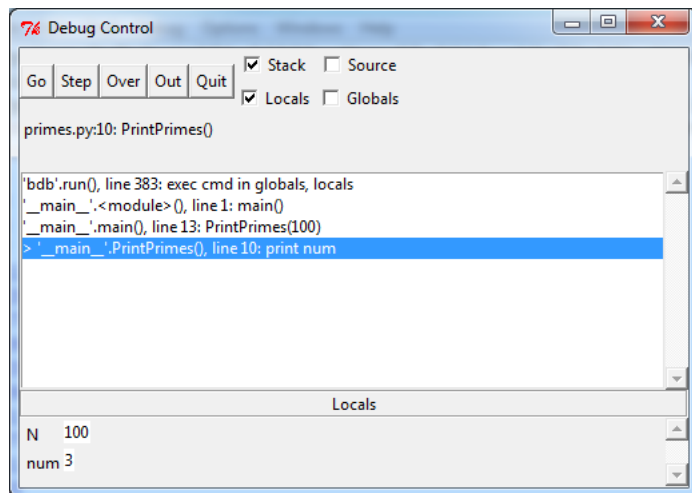 Debug Control
Go Step Over Out Quit Stack Source
Locals Globals
primes.py:10: PrintPrimes()
'bdb'.run(), line 383: exec cmd in globals, locals
'__main__'.<module>(), line 1: main()
'__main__'.main(), line 13: PrintPrimes(100)
> '__main__'.PrintPrimes(), line 10: print num
Locals
N 100
num 3